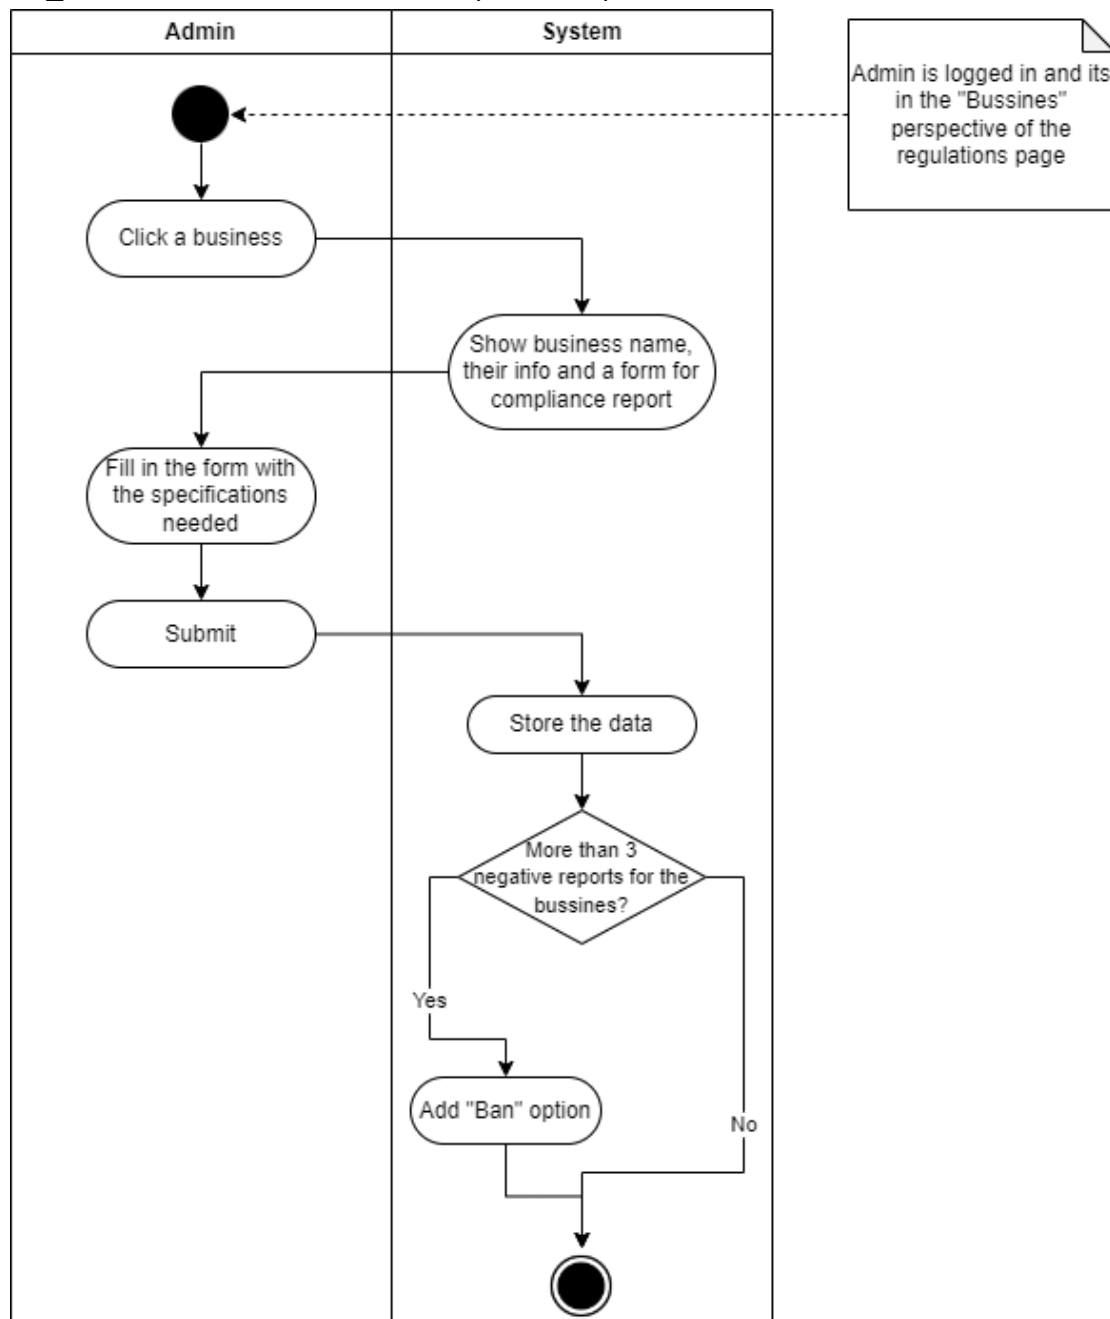 Admin
System
Admin is logged in and its
in the "Bussines"
perspective of the
regulations page
Click a business
Show business name,
their info and a form for
compliance report
Fill in the form with
the specifications
needed
Submit
Store the data
More than 3
negative reports for the
bussines?
Yes
Add "Ban" option
No